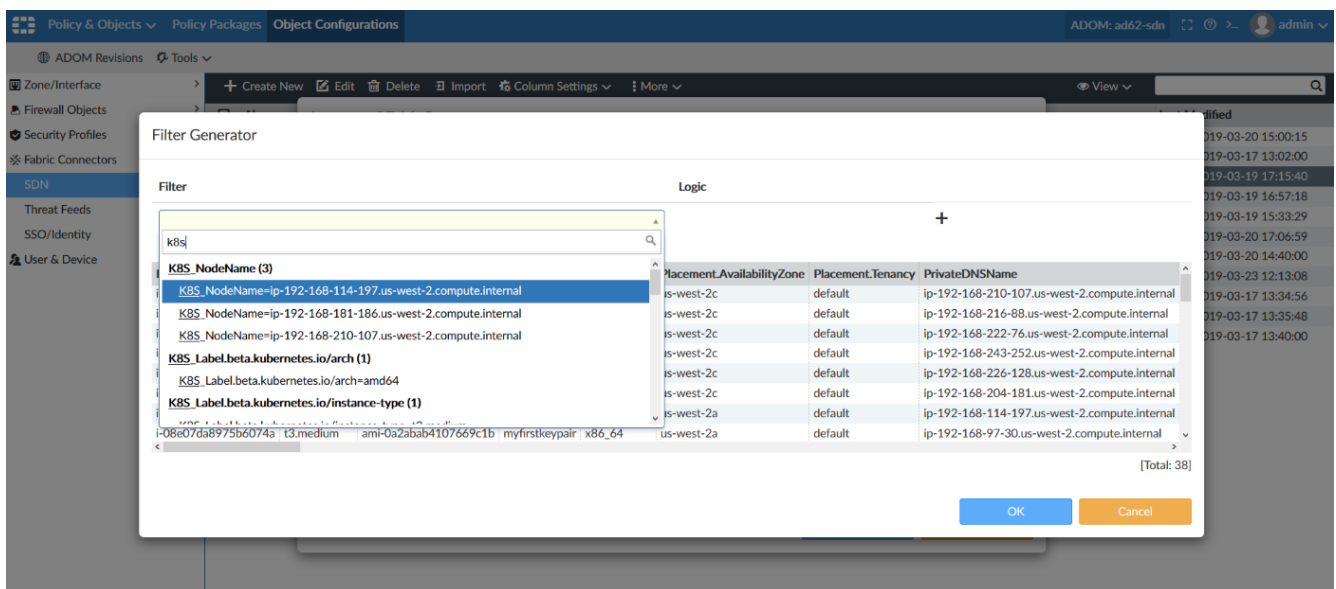 Policy & Objects Policy Packages Object Configurations ADOM: ad62-sdn admin
ADOM Revisions Tools
Zone/Interface
Create New Edit Delete Import Column Settings More View
Firewall Objects
Security Profiles
Fabric Connectors
SDN
Threat Feeds
SSO/Identity
User & Device
Filter Generator
Filter Logic
k8s
K8S_NodeName (3)
K8S_NodeName=ip-192-168-114-197.us-west-2.compute.internal
K8S_NodeName=ip-192-168-181-186.us-west-2.compute.internal
K8S_NodeName=ip-192-168-210-107.us-west-2.compute.internal
K8S_Label.beta.kubernetes.io/arch (1)
K8S_Label.beta.kubernetes.io/arch=amd64
K8S_Label.beta.kubernetes.io/instance-type (1)
Placement.AvailabilityZone Placement.Tenancy PrivateDNSName
us-west-2c default ip-192-168-210-107.us-west-2.compute.internal
us-west-2c default ip-192-168-216-88.us-west-2.compute.internal
us-west-2c default ip-192-168-222-76.us-west-2.compute.internal
us-west-2c default ip-192-168-243-252.us-west-2.compute.internal
us-west-2c default ip-192-168-226-128.us-west-2.compute.internal
us-west-2c default ip-192-168-204-181.us-west-2.compute.internal
us-west-2a default ip-192-168-114-197.us-west-2.compute.internal
i-08e07da8975b6074a t3.medium ami-0a2abab4107669c1b myfirstkeypair x86_64 us-west-2a default ip-192-168-97-30.us-west-2.compute.internal
[Total: 38]
OK Cancel
019-03-20 15:00:15
019-03-17 13:02:00
019-03-19 17:15:40
019-03-19 16:57:18
019-03-19 15:33:29
019-03-20 17:06:59
019-03-20 14:40:00
019-03-23 12:13:08
019-03-17 13:34:56
019-03-17 13:35:48
019-03-17 13:40:00